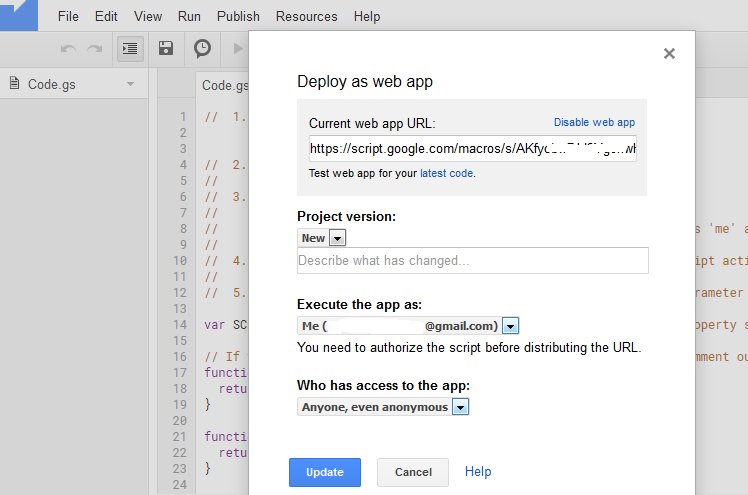 File Edit View Run Publish Resources Help
Code.gs
Code.gs
Deploy as web app
Current web app URL:
Disable web app
https://script.google.com/macros/s/AKfyc
Test web app for your latest code.
Project version:
New
Describe what has changed...
Execute the app as:
Me ( @gmail.com)
You need to authorize the script before distributing the URL.
Who has access to the app:
Anyone, even anonymous
Update
Cancel
Help
1 // 1.
2
3
4 // 2.
5 //
6 // 3.
7 //
8 // s 'me' a
9 //
10 // 4. ipt acti
11 //
12 // 5. rameter
13
14 var SC operty s
15
16 // If mment ou
17 functi
18 retu
19 }
20
21 functi
22 retu
23 }
24